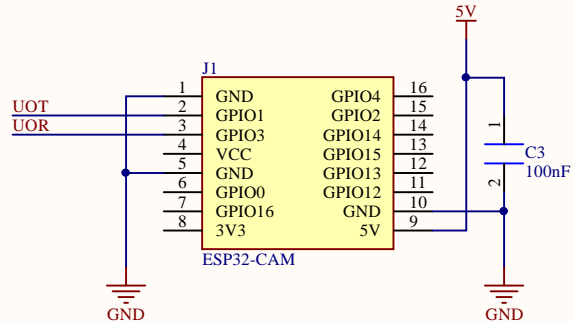 5V
J1
1 GND GPIO4 16
UOT 2 GPIO1 GPIO2 15
UOR 3 GPIO3 GPIO14 14
4 VCC GPIO15 13
5 GND GPIO13 12
6 GPIO0 GPIO12 11
7 GPIO16 GND 10
8 3V3 5V 9
ESP32-CAM
1
C3
100nF
2
GND
GND